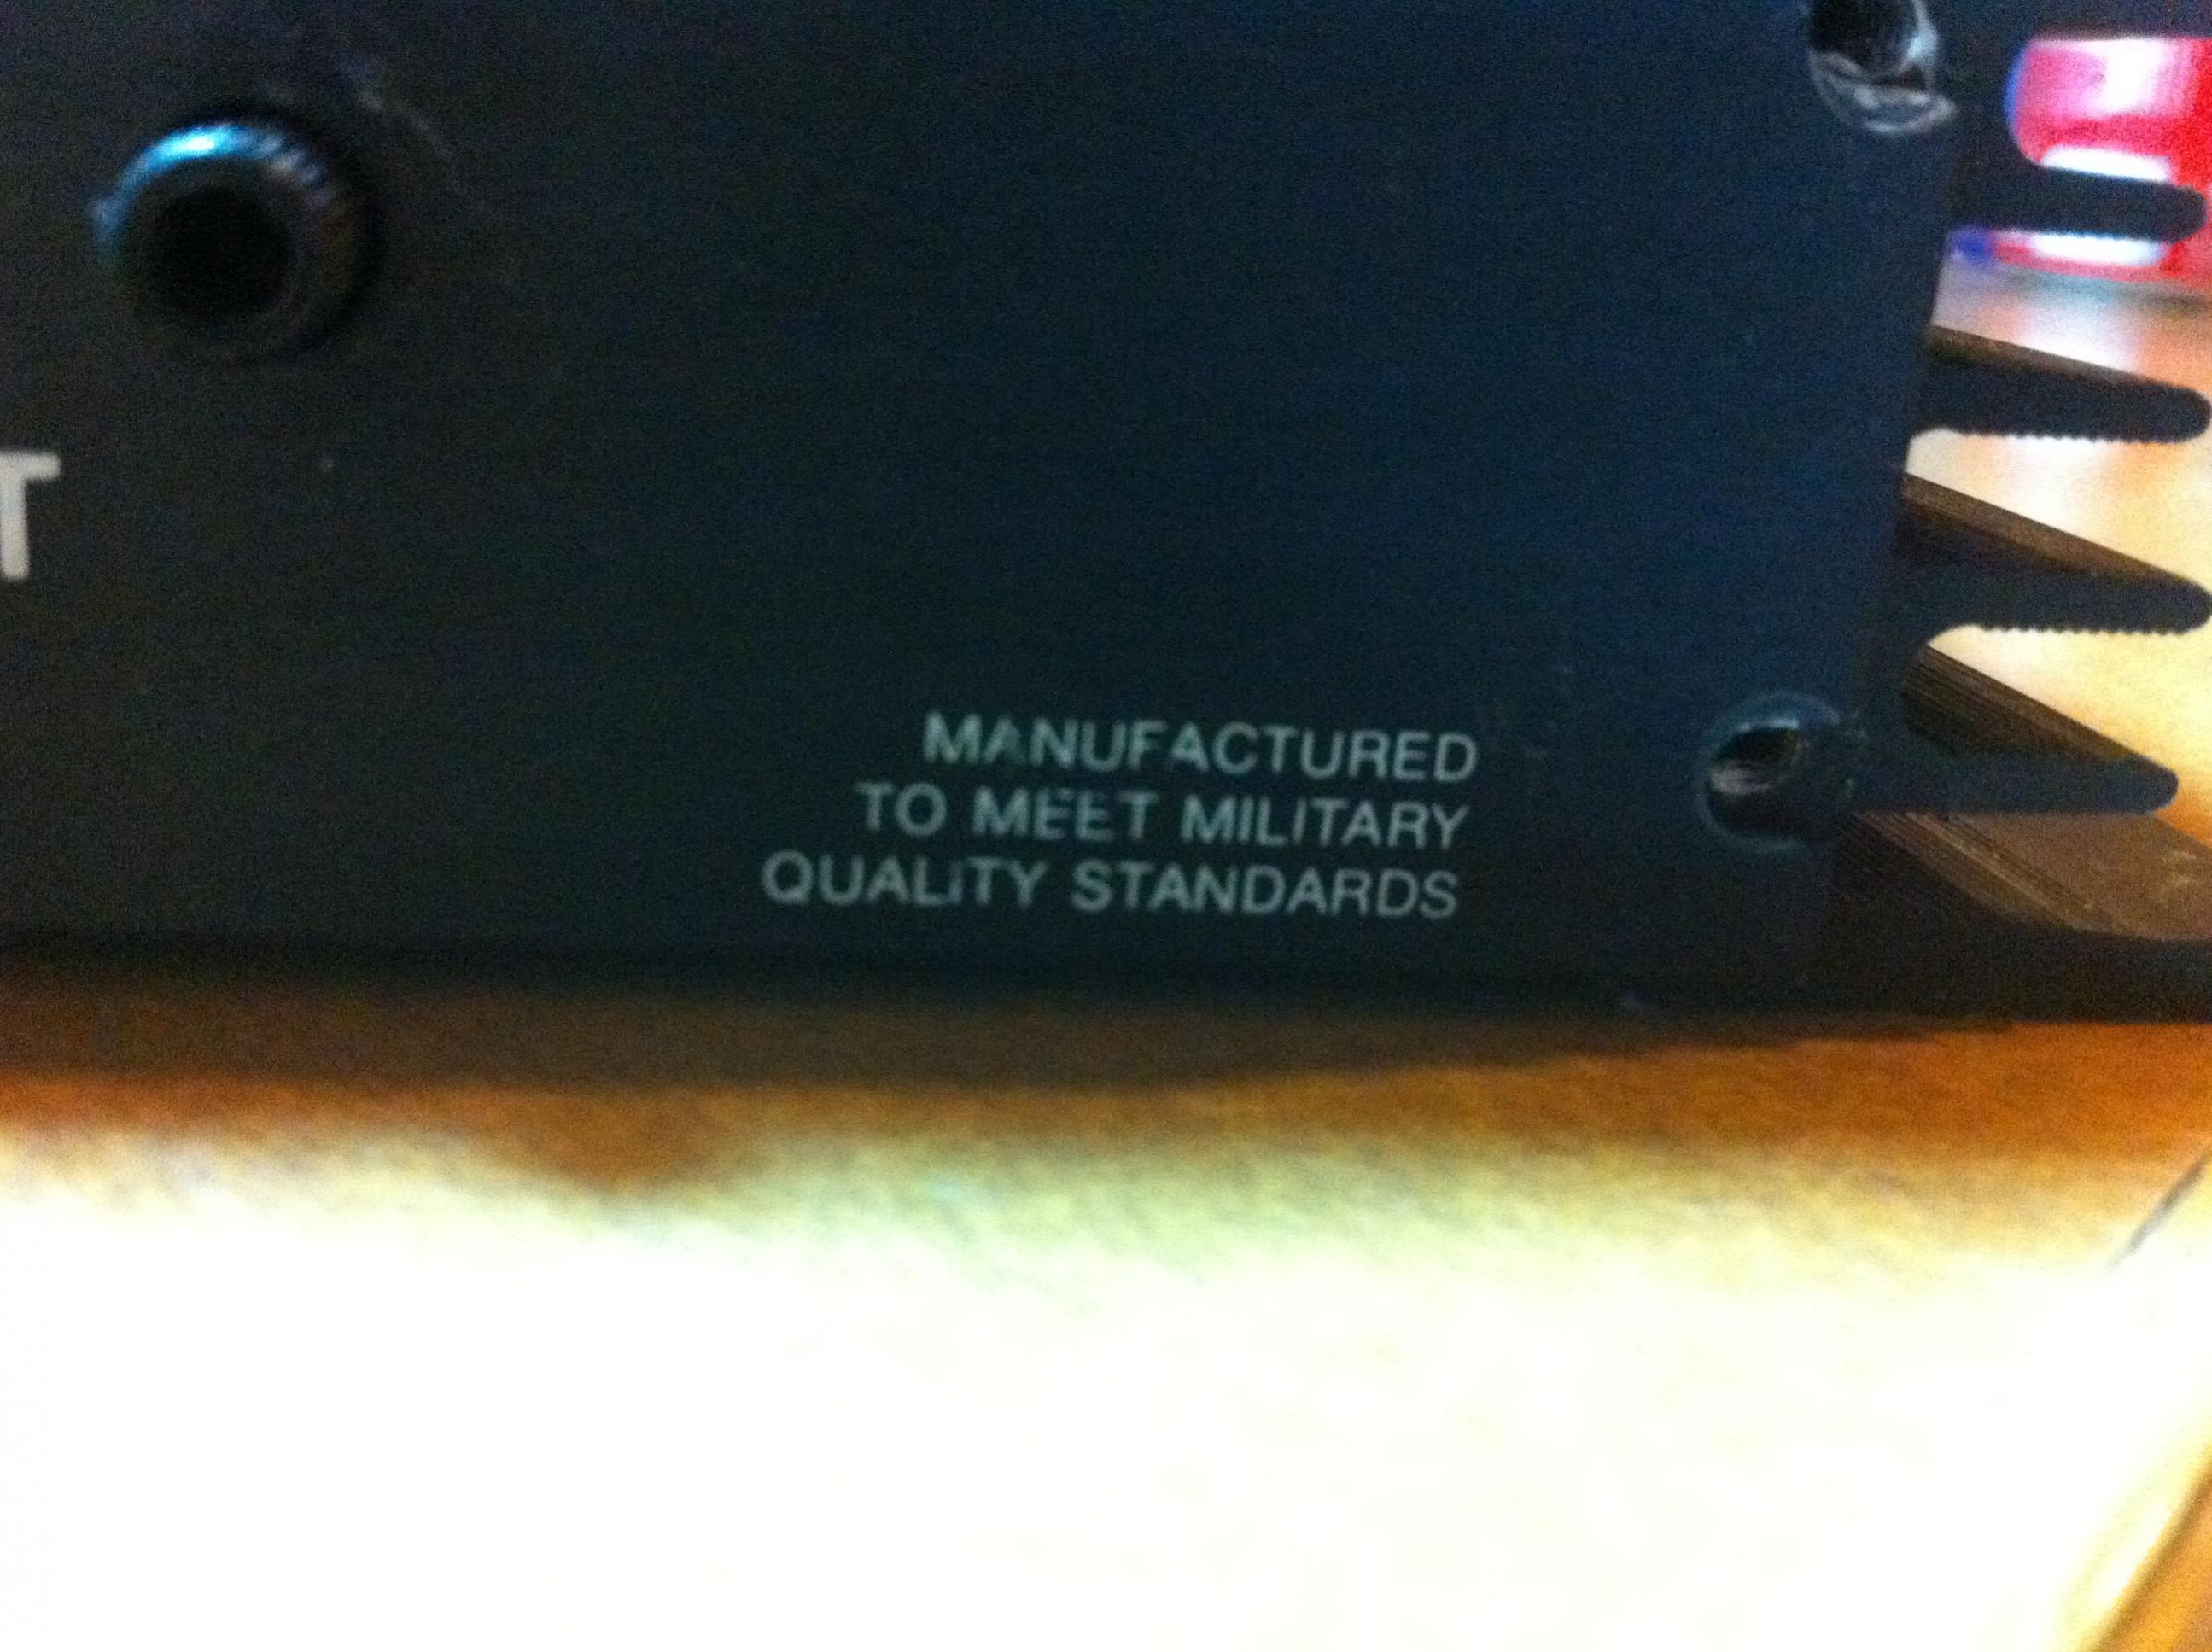 T
MANUFACTURED
TO MEET MILITARY
QUALITY STANDARDS